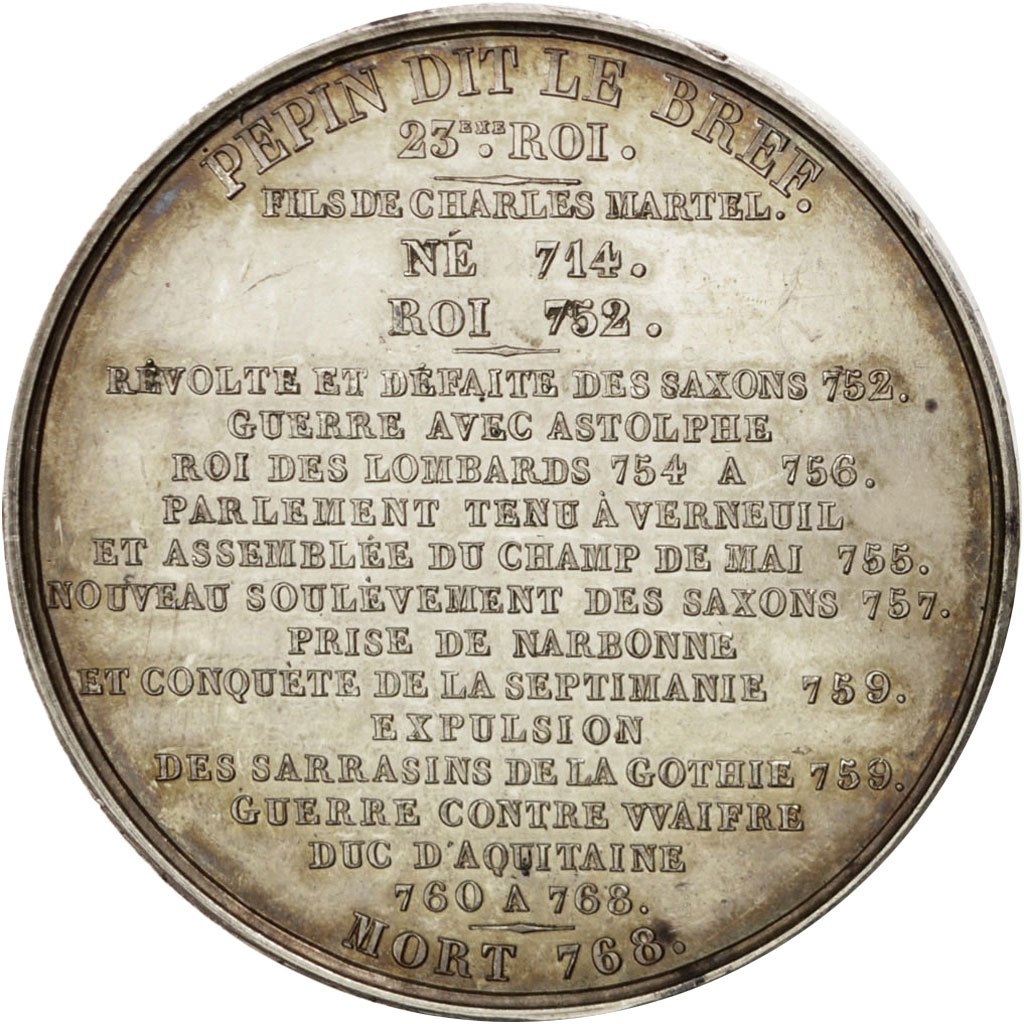 PÉPIN DIT LE BREF.
23EME. ROI.
FILS DE CHARLES MARTEL.
NÉ 714.
ROI 752.
RÉVOLTE ET DÉFAITE DES SAXONS 752.
GUERRE AVEC ASTOLPHE
ROI DES LOMBARDS 754 A 756.
PARLEMENT TENU À VERNEUIL
ET ASSEMBLÉE DU CHAMP DE MAI 755.
NOUVEAU SOULÈVEMENT DES SAXONS 757.
PRISE DE NARBONNE
ET CONQUÈTE DE LA SEPTIMANIE 759.
EXPULSION
DES SARRASINS DE LA GOTHIE 759.
GUERRE CONTRE VVAIFRE
DUC D'AQUITAINE
760 A 768.
MORT 768.